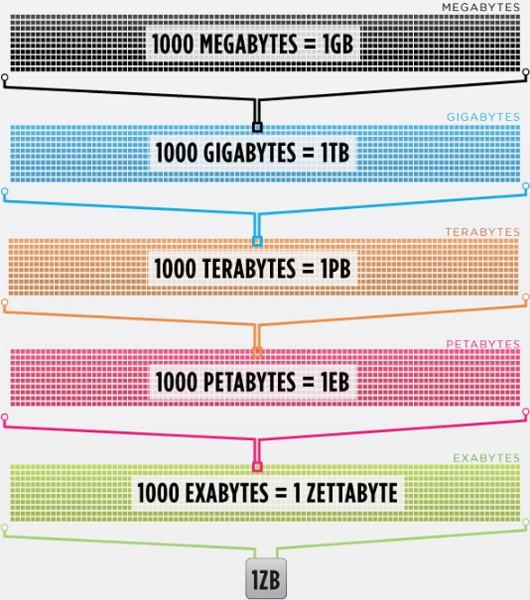 MEGABYTES
1000 MEGABYTES = 1GB
GIGABYTES
1000 GIGABYTES = 1TB
TERABYTES
1000 TERABYTES = 1PB
PETABYTES
1000 PETABYTES = 1EB
EXABYTES
1000 EXABYTES = 1 ZETTABYTE
1ZB